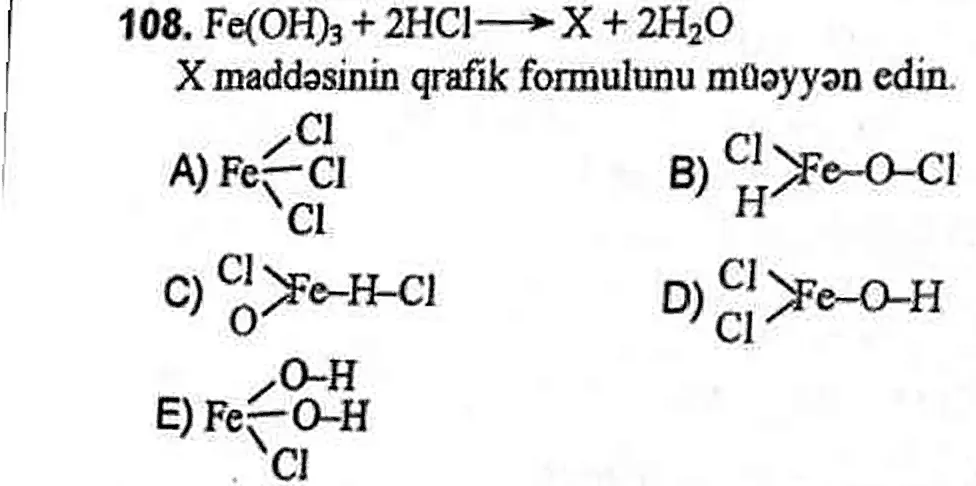 108. Fe(OH)₃ + 2HCl → X + 2H₂O
X maddəsinin qrafik formulunu müəyyən edin.
A) Fe Cl Cl Cl
B) Cl H Fe–O–Cl
C) Cl O Fe–H–Cl
D) Cl Cl Fe–O–H
E) Fe O–H O–H Cl